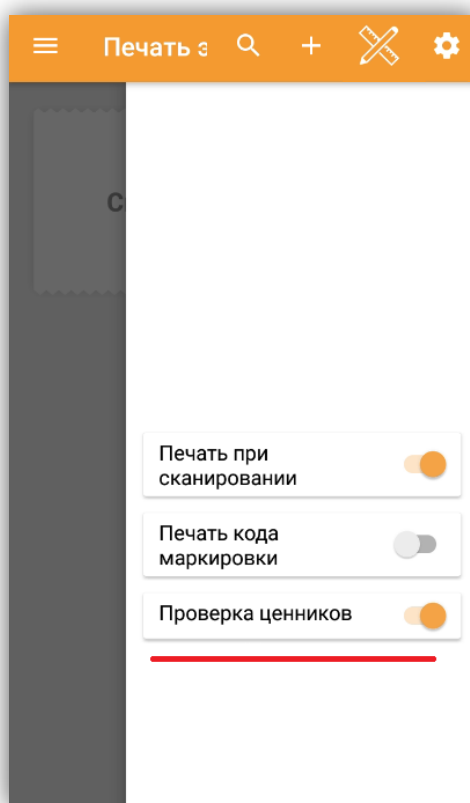 Печать э
С
Печать при
сканировании
Печать кода
маркировки
Проверка ценников